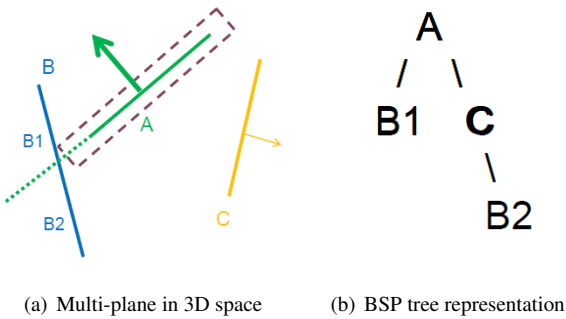 B
B1
A
B2
C
(a) Multi-plane in 3D space
A
/ \
B1 C
\
B2
(b) BSP tree representation